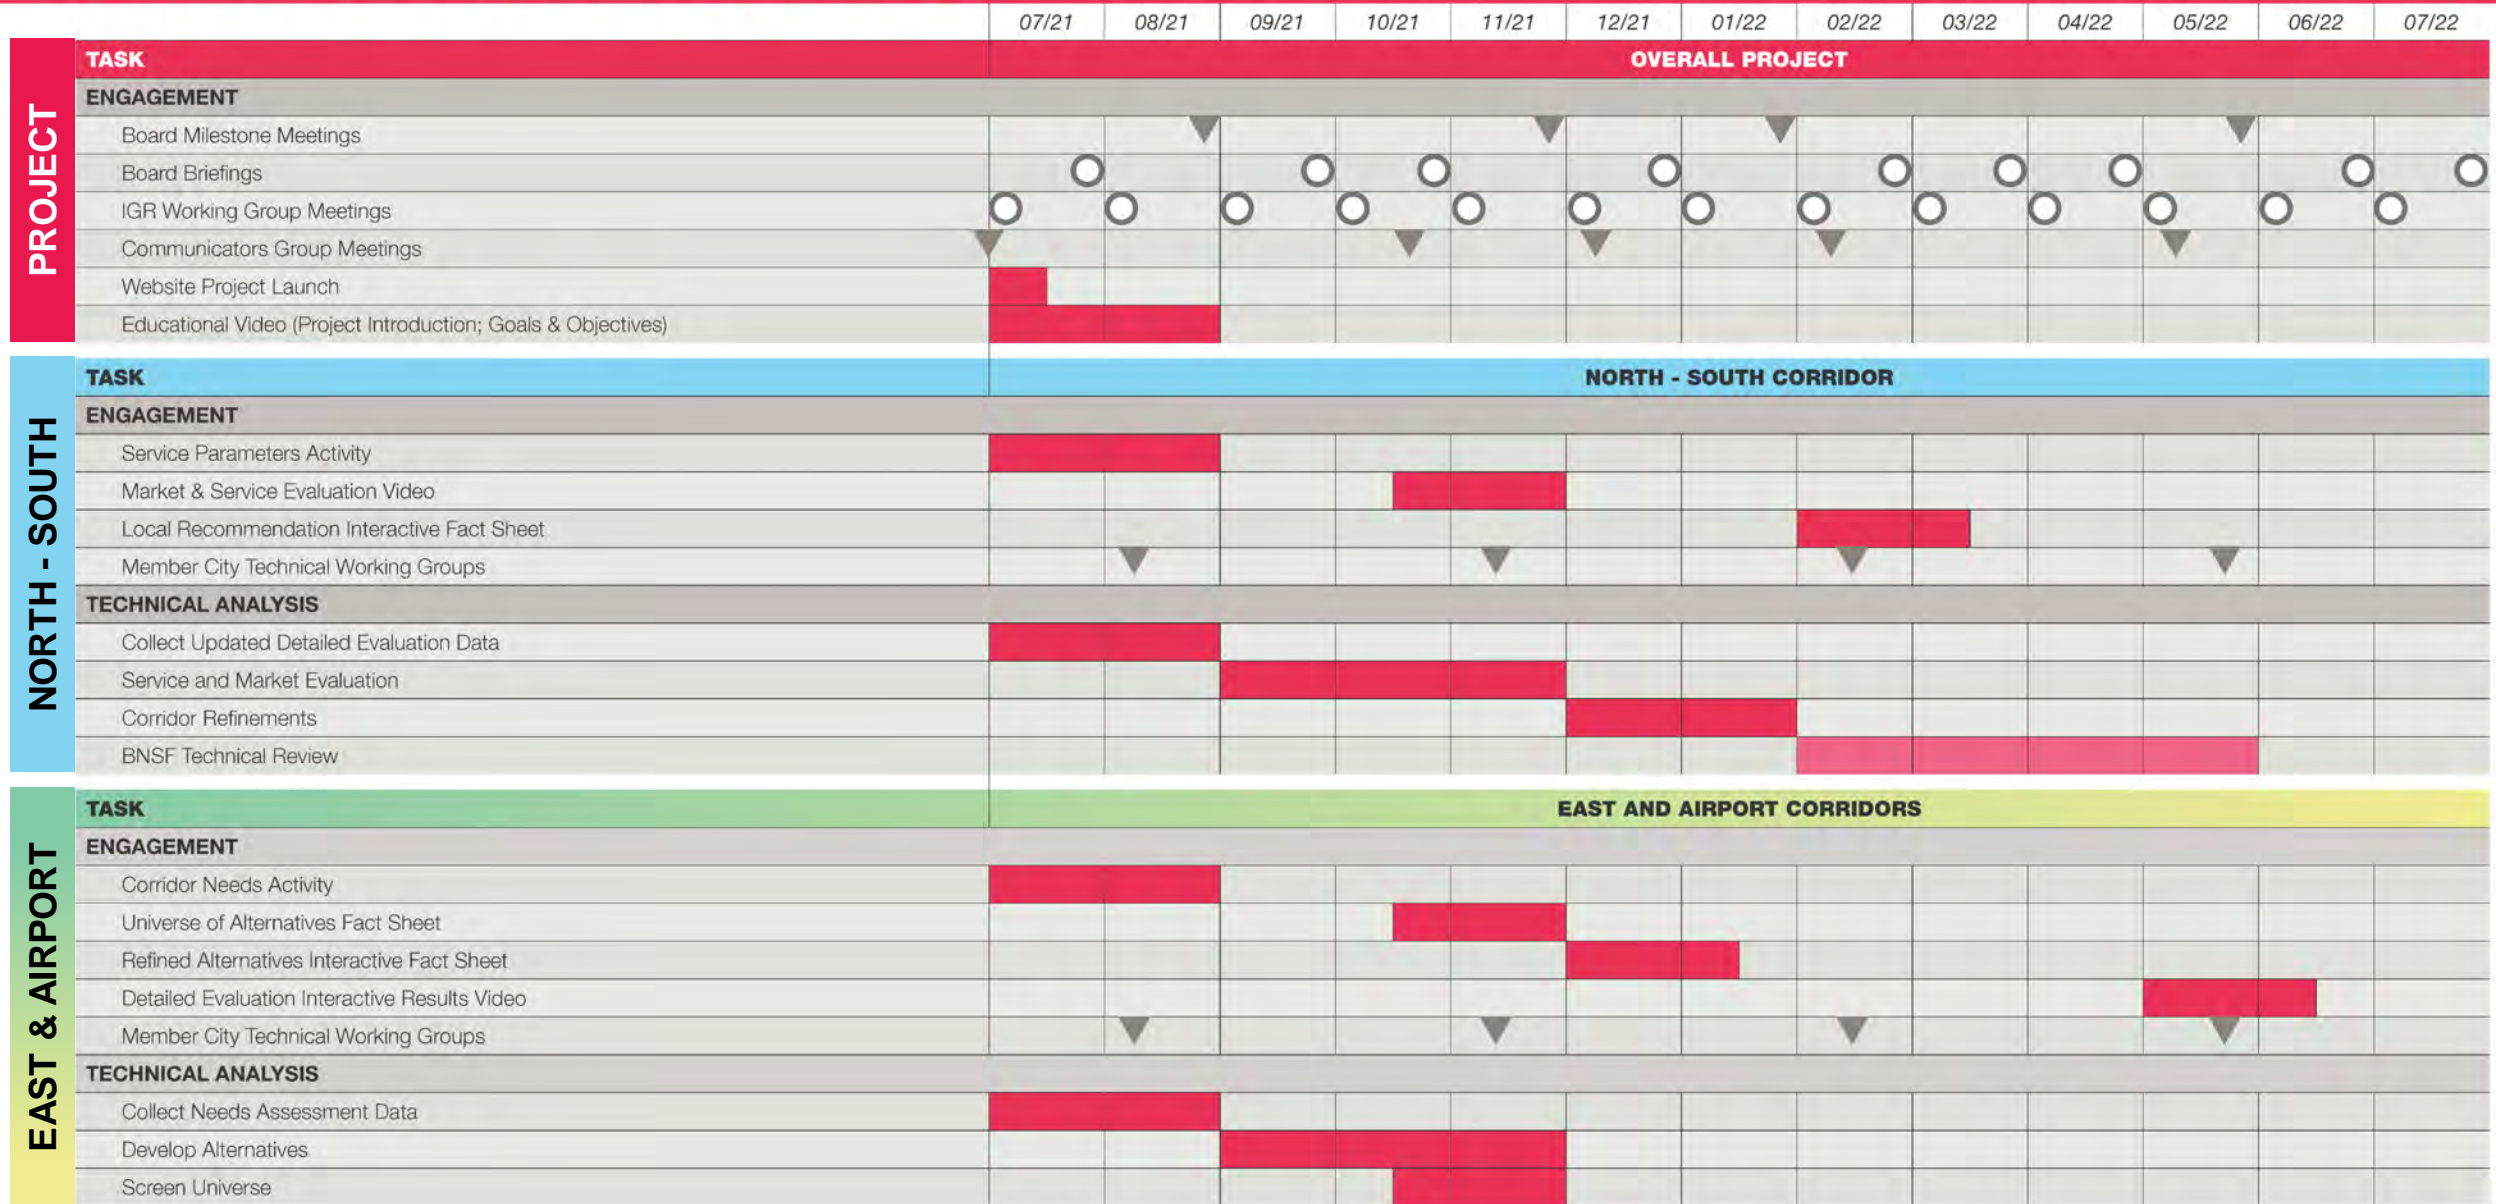 07/21 08/21 09/21 10/21 11/21 12/21 01/22 02/22 03/22 04/22 05/22 06/22 07/22
PROJECT
TASK OVERALL PROJECT
ENGAGEMENT
Board Milestone Meetings
Board Briefings
IGR Working Group Meetings
Communicators Group Meetings
Website Project Launch
Educational Video (Project Introduction; Goals & Objectives)
NORTH - SOUTH
TASK NORTH - SOUTH CORRIDOR
ENGAGEMENT
Service Parameters Activity
Market & Service Evaluation Video
Local Recommendation Interactive Fact Sheet
Member City Technical Working Groups
TECHNICAL ANALYSIS
Collect Updated Detailed Evaluation Data
Service and Market Evaluation
Corridor Refinements
BNSF Technical Review
EAST & AIRPORT
TASK EAST AND AIRPORT CORRIDORS
ENGAGEMENT
Corridor Needs Activity
Universe of Alternatives Fact Sheet
Refined Alternatives Interactive Fact Sheet
Detailed Evaluation Interactive Results Video
Member City Technical Working Groups
TECHNICAL ANALYSIS
Collect Needs Assessment Data
Develop Alternatives
Screen Universe